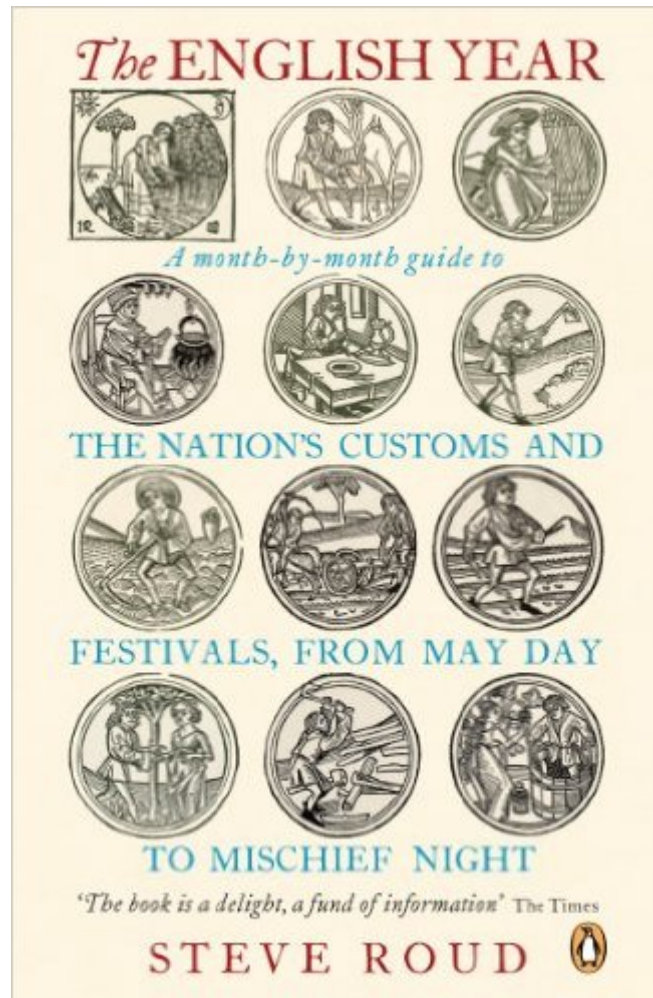 The ENGLISH YEAR
A month-by-month guide to
THE NATION'S CUSTOMS AND
FESTIVALS, FROM MAY DAY
TO MISCHIEF NIGHT
‘The book is a delight, a fund of information’ The Times
STEVE ROUD